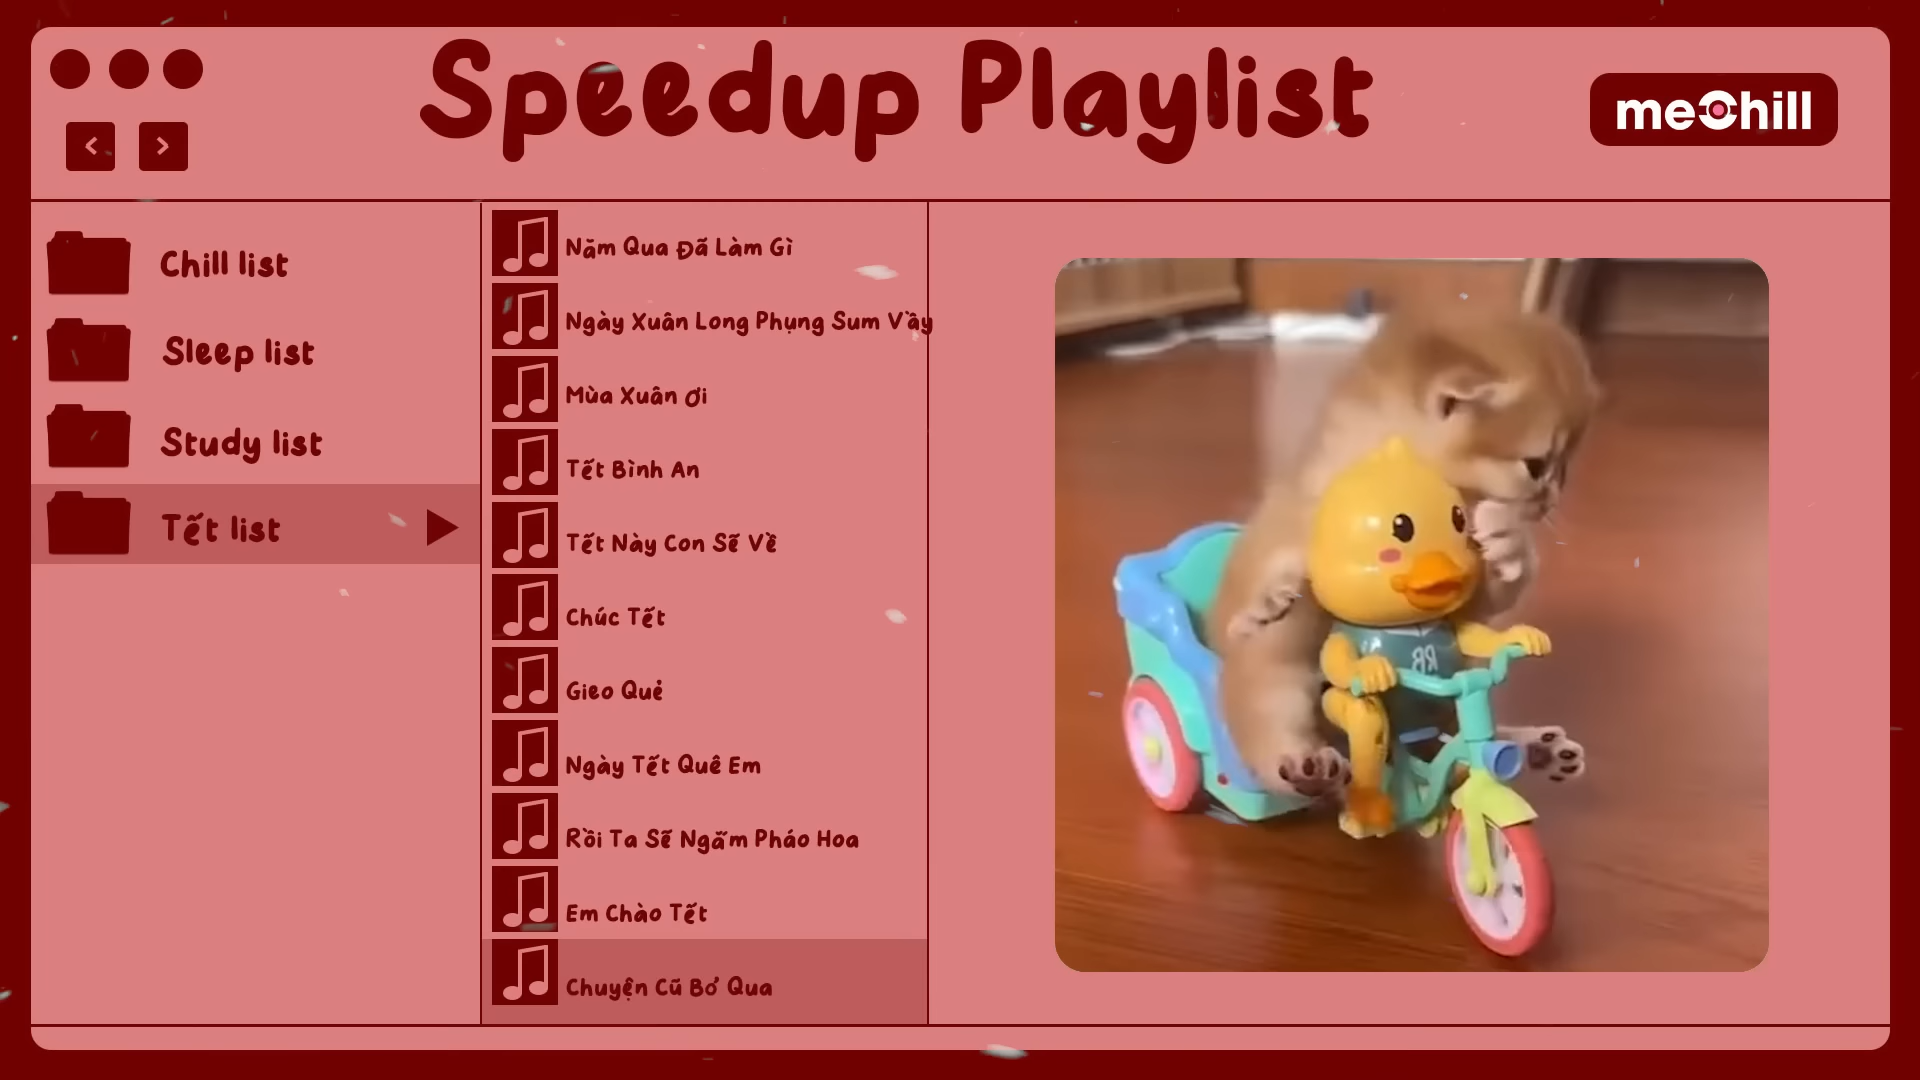 Speedup Playlist
mechill
Chill list
Sleep list
Study list
Tết list
Năm Qua Đã Làm Gì
Ngày Xuân Long Phụng Sum Vầy
Mùa Xuân ơi
Tết Bình An
Tết Này Con Sẽ Về
Chúc Tết
Gieo Quẻ
Ngày Tết Quê Em
Rồi Ta Sẽ Ngắm Pháo Hoa
Em Chào Tết
Chuyện Cũ Bỏ Qua